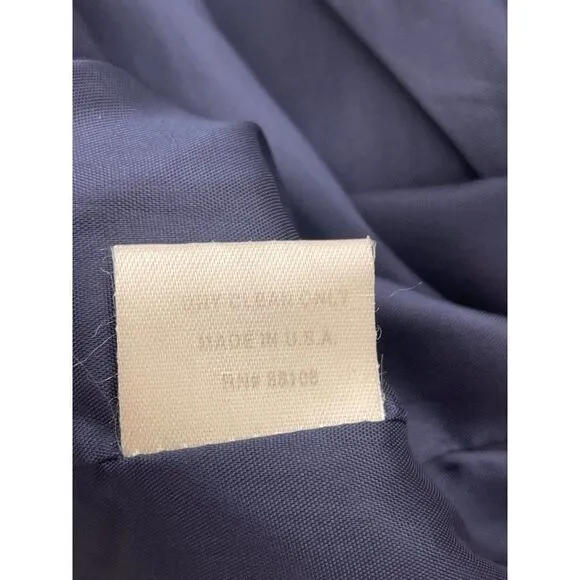 DRY CLEAN ONLY
MADE IN U.S.A.
RN# 88108